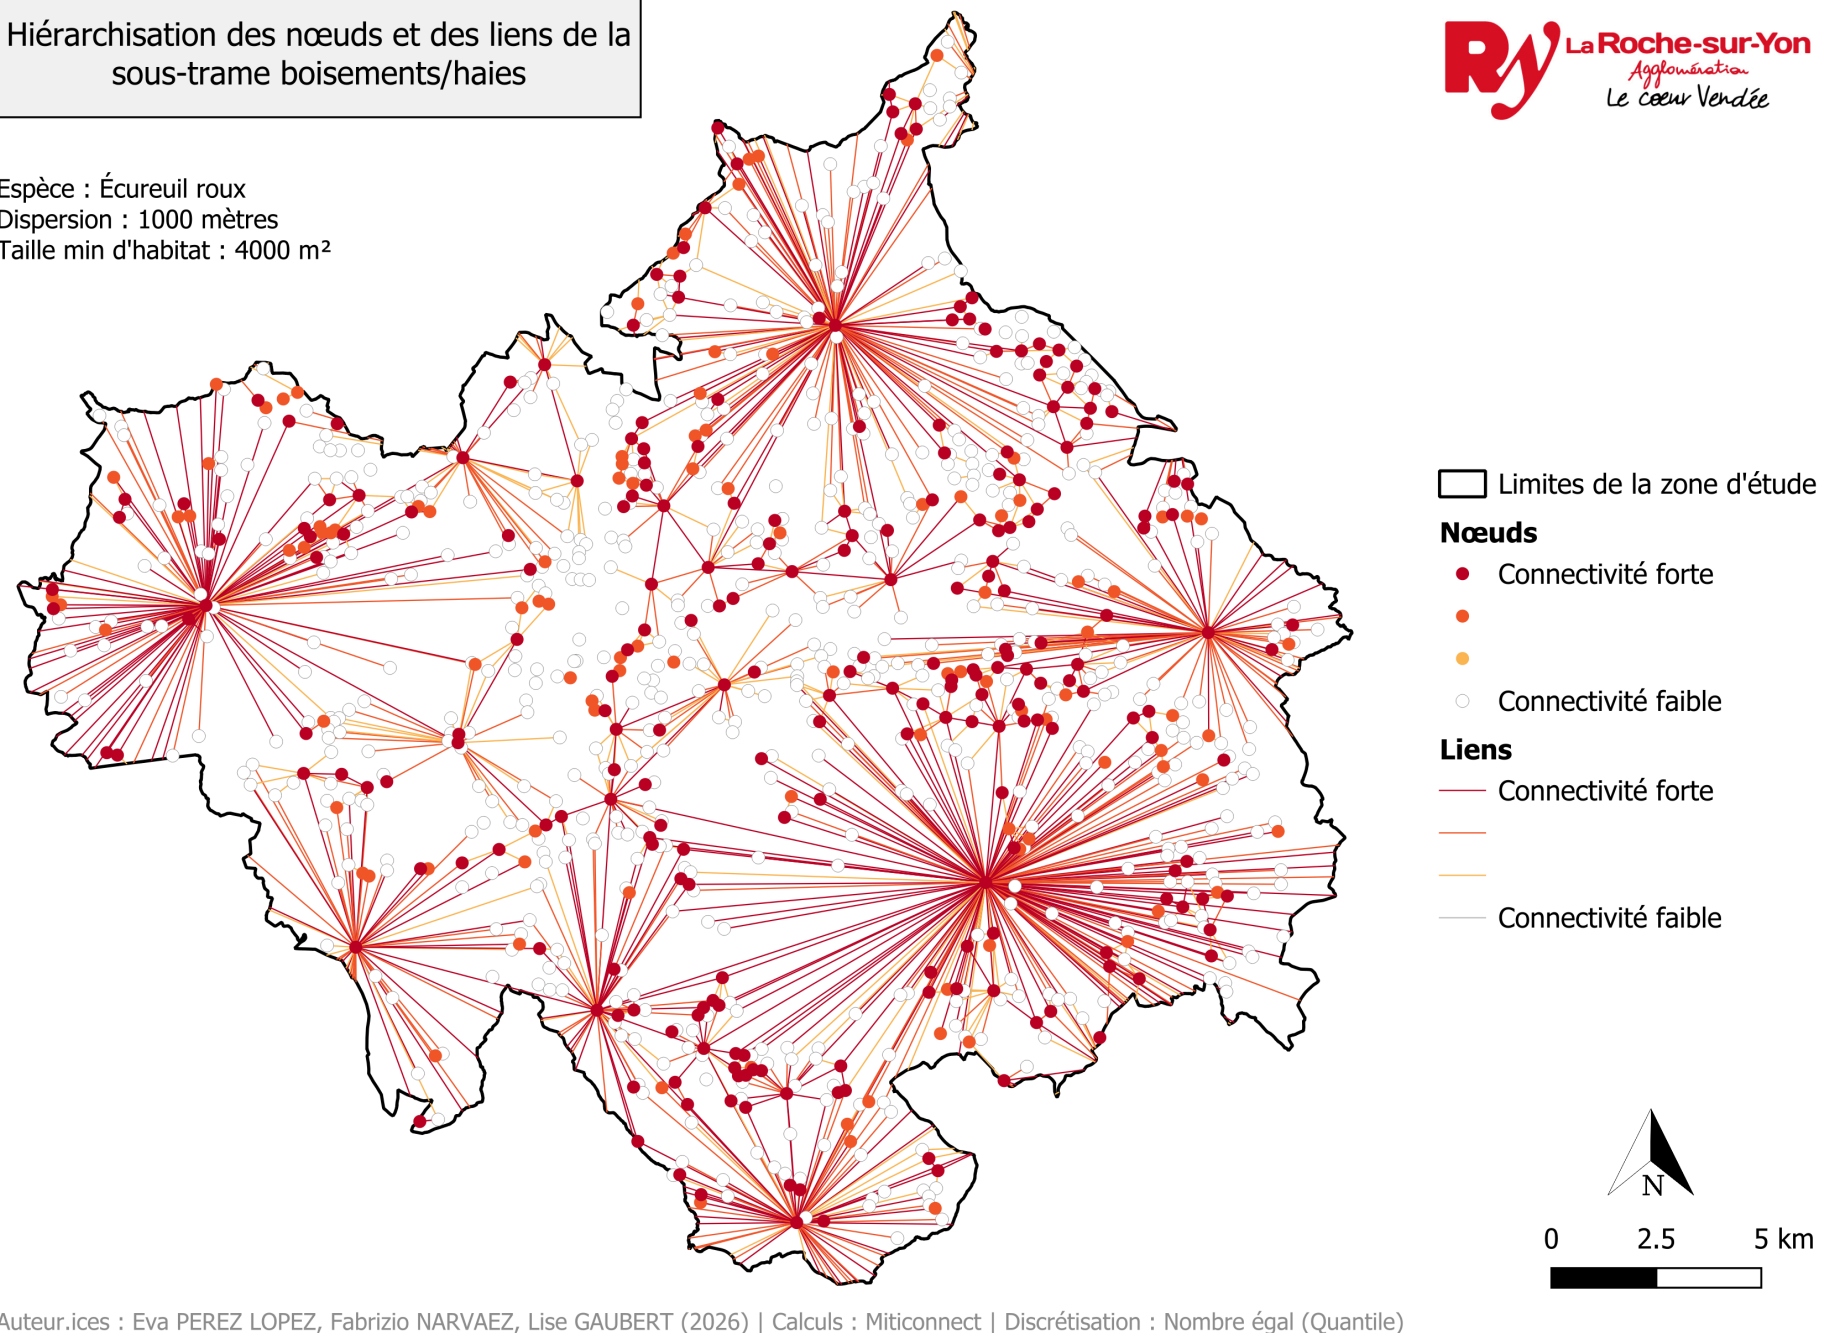 Hiérarchisation des nœuds et des liens de la
sous-trame boisements/haies
Ry La Roche-sur-Yon
Agglomération
Le cœur Vendée
Espèce : Écureuil roux
Dispersion : 1000 mètres
Taille min d'habitat : 4000 m²
Limites de la zone d'étude
Nœuds
Connectivité forte
Connectivité faible
Liens
Connectivité forte
Connectivité faible
N
0 2.5 5 km
Auteur.ices : Eva PEREZ LOPEZ, Fabrizio NARVAEZ, Lise GAUBERT (2026) | Calculs : Miticonnect | Discrétisation : Nombre égal (Quantile)